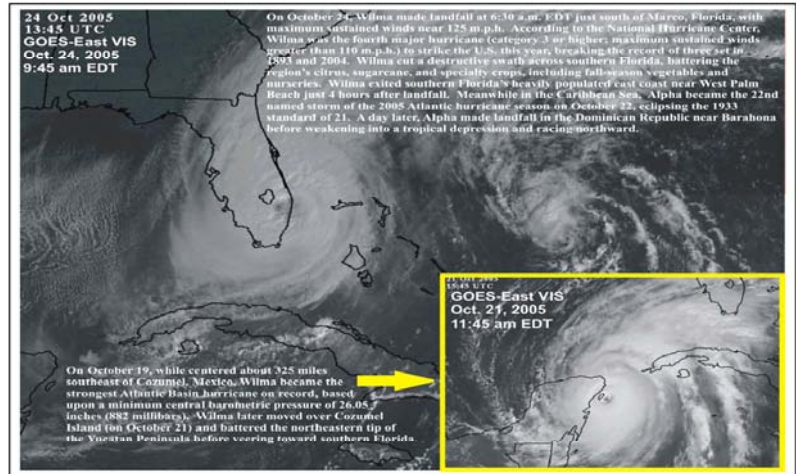 24 Oct 2005
13:45 UTC
GOES-East VIS
Oct. 24, 2005
9:45 am EDT
On October 24, Wilma made landfall at 6:30 a.m. EDT just south of Marco, Florida, with
maximum sustained winds near 125 m.p.h. According to the National Hurricane Center,
Wilma was the fourth major hurricane (category 3 or higher; maximum sustained winds
greater than 110 m.p.h.) to strike the U.S. this year, breaking the record of three set in
1893 and 2004. Wilma cut a destructive swath across southern Florida, battering the
region's citrus, sugarcane, and specialty crops, including fall-season vegetables and
nurseries. Wilma exited southern Florida's heavily populated east coast near West Palm
Beach just 4 hours after landfall. Meanwhile in the Caribbean Sea, Alpha became the 22nd
named storm of the 2005 Atlantic hurricane season on October 22, eclipsing the 1933
standard of 21. A day later, Alpha made landfall in the Dominican Republic near Barahona
before weakening into a tropical depression and racing northward.
21 Oct 2005
15:45 UTC
GOES-East VIS
Oct. 21, 2005
11:45 am EDT
On October 19, while centered about 325 miles
southeast of Cozumel, Mexico, Wilma became the
strongest Atlantic Basin hurricane on record, based
upon a minimum central barometric pressure of 26.05
inches (882 millibars). Wilma later moved over Cozumel
Island (on October 21) and battered the northeastern tip of
the Yucatan Peninsula before veering toward southern Florida.